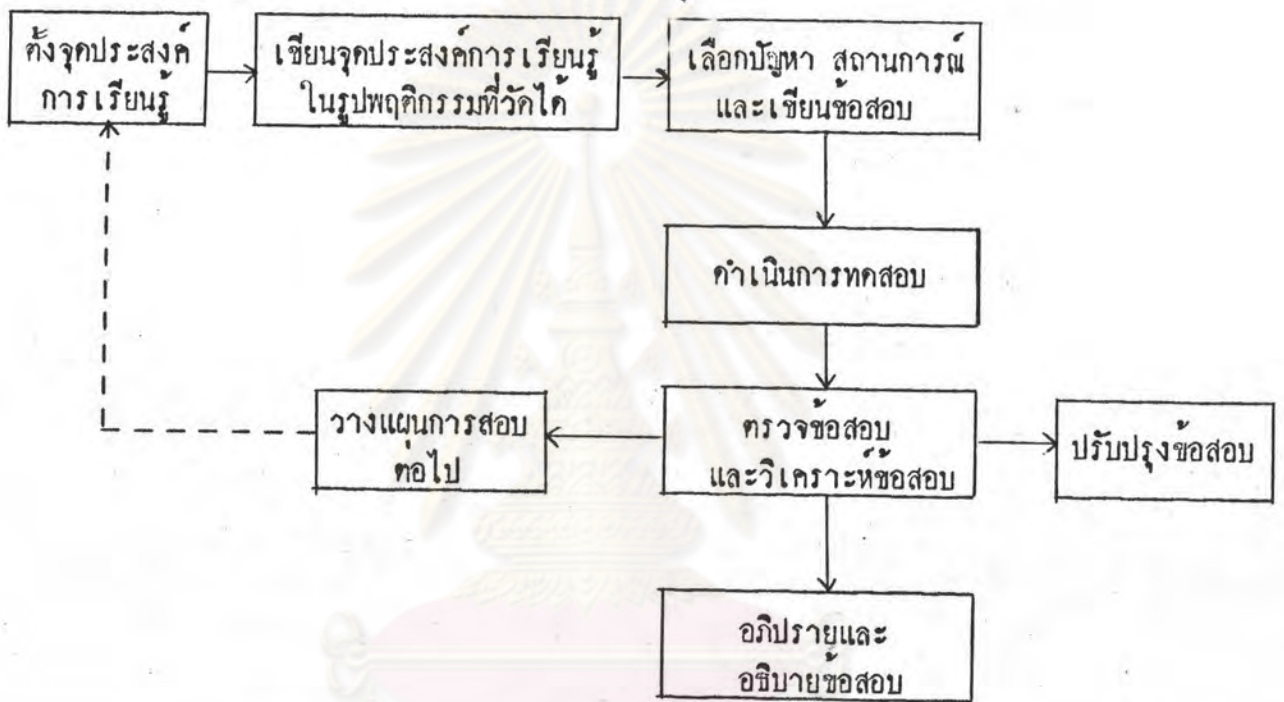 ตั้งจุดประสงค์
การเรียนรู้
เขียนจุดประสงค์การเรียนรู้
ในรูปพฤติกรรมที่วัดได้
เลือกปัญหา สถานการณ์
และเขียนข้อสอบ
ดำเนินการทดสอบ
วางแผนการสอบ
ต่อไป
ตรวจข้อสอบ
และวิเคราะห์ข้อสอบ
ปรับปรุงข้อสอบ
อภิปรายและ
อธิบายข้อสอบ